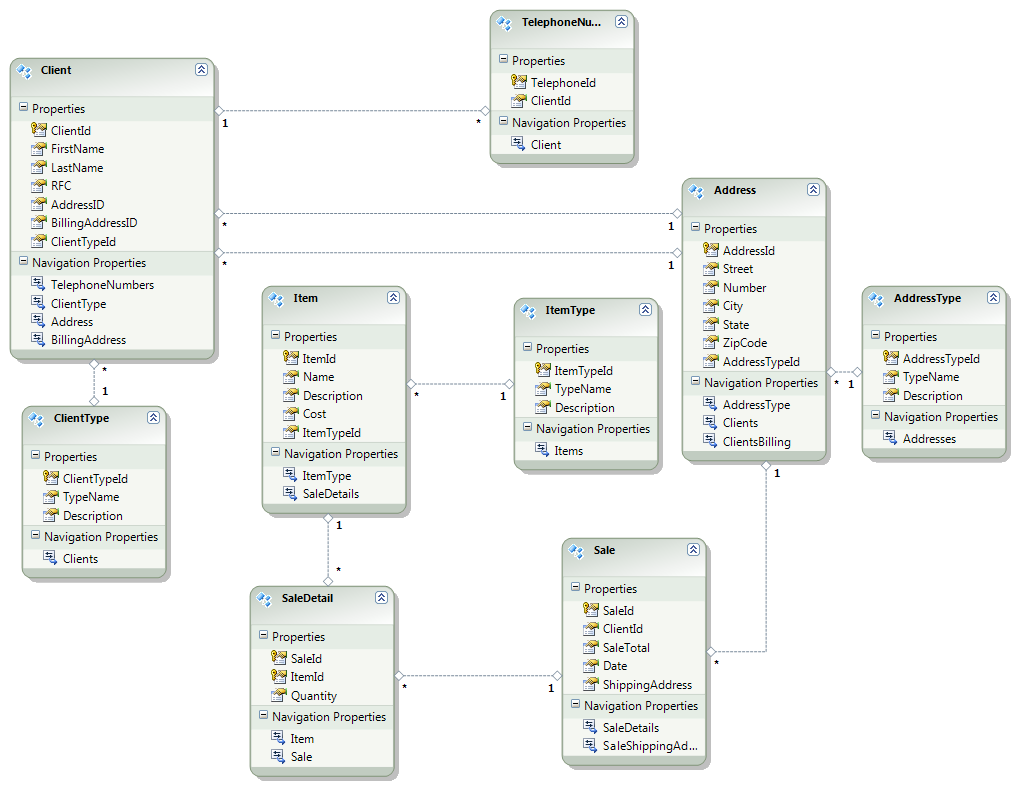 Client
Properties
ClientId
FirstName
LastName
RFC
AddressID
BillingAddressID
ClientTypeId
Navigation Properties
TelephoneNumbers
ClientType
Address
BillingAddress
1
*
TelephoneNu...
Properties
TelephoneId
ClientId
Navigation Properties
Client
*
1
*
1
Address
Properties
AddressId
Street
Number
City
State
ZipCode
AddressTypeId
Navigation Properties
AddressType
Clients
ClientsBilling
*
1
AddressType
Properties
AddressTypeId
TypeName
Description
Navigation Properties
Addresses
*
1
ClientType
Properties
ClientTypeId
TypeName
Description
Navigation Properties
Clients
Item
Properties
ItemId
Name
Description
Cost
ItemTypeId
Navigation Properties
ItemType
SaleDetails
*
1
ItemType
Properties
ItemTypeId
TypeName
Description
Navigation Properties
Items
1
*
SaleDetail
Properties
SaleId
ItemId
Quantity
Navigation Properties
Item
Sale
*
1
Sale
Properties
SaleId
ClientId
SaleTotal
Date
ShippingAddress
Navigation Properties
SaleDetails
SaleShippingAd...
1
*